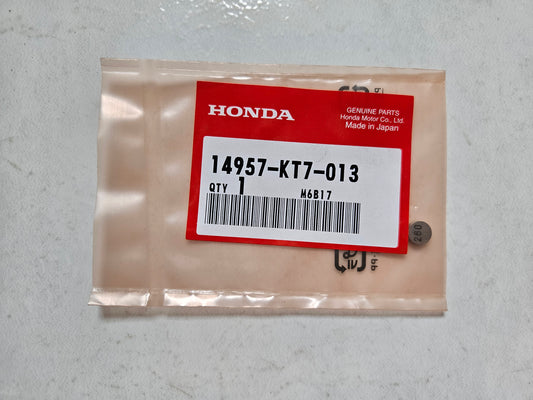 HONDA
GENUINE PARTS
Honda Motor Co., Ltd.
Made in Japan
14957-KT7-013
QTY 1
M6B17
260